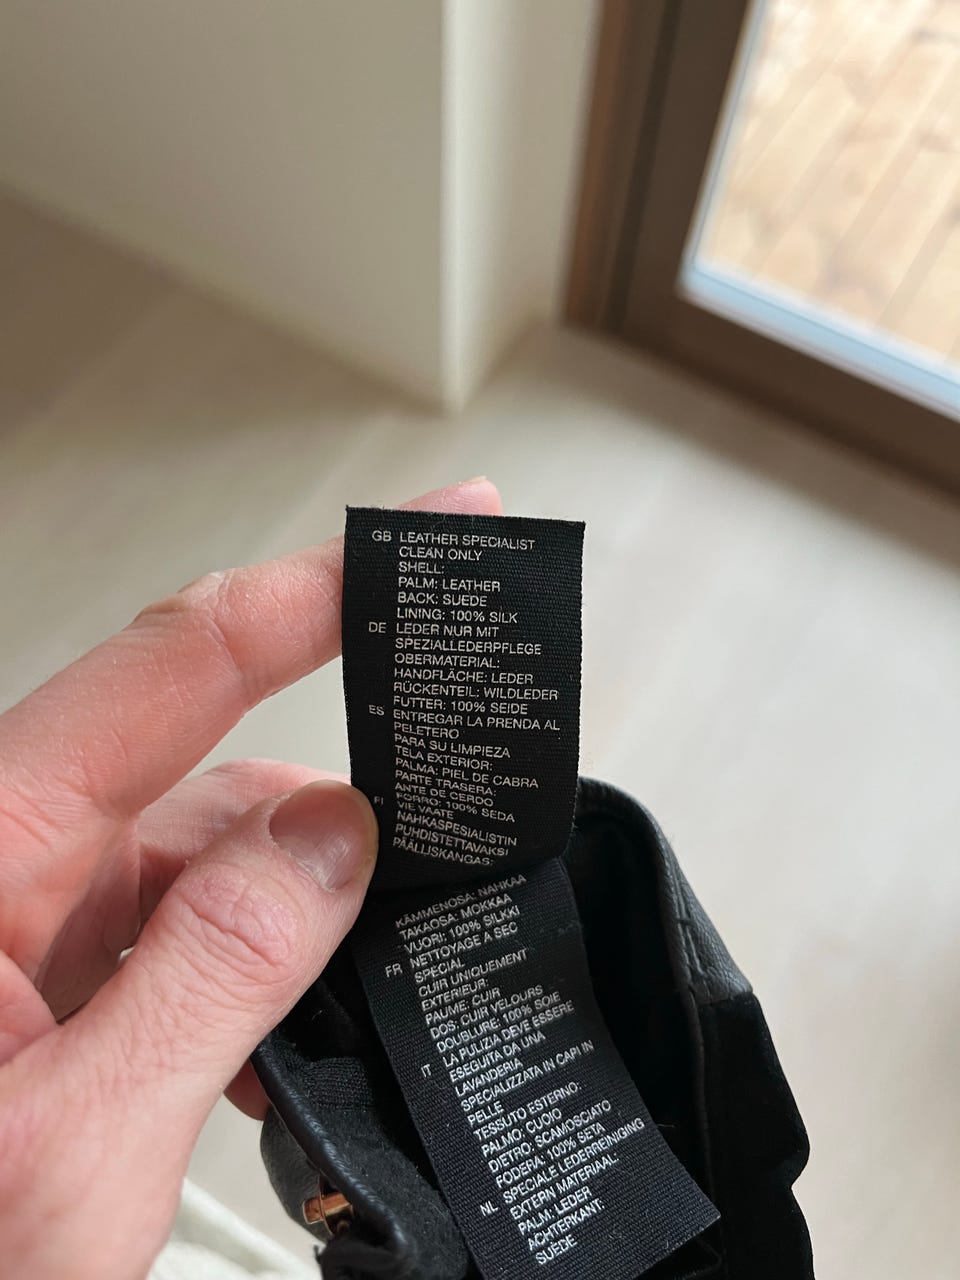 GB LEATHER SPECIALIST
CLEAN ONLY
SHELL:
PALM: LEATHER
BACK: SUEDE
LINING: 100% SILK
DE LEDER NUR MIT
SPEZIALLEDERPFLEGE
OBERMATERIAL:
HANDFLÄCHE: LEDER
RÜCKENTEIL: WILDLEDER
FUTTER: 100% SEIDE
ES ENTREGAR LA PRENDA AL
PELETERO
PARA SU LIMPIEZA
TELA EXTERIOR:
PALMA: PIEL DE CABRA
PARTE TRASERA:
ANTE DE CERDO
FORRO: 100% SEDA
FI VIE VAATE
NAHKASPESIALISTIN
PUHDISTETTAVAKSI
PÄÄLLISKANGAS:
KÄMMENOSA: NAHKAA
TAKAOSA: MOKKAA
VUORI: 100% SILKKI
FR NETTOYAGE A SEC
SPECIAL
CUIR UNIQUEMENT
EXTERIEUR:
PAUME: CUIR
DOS: CUIR VELOURS
DOUBLURE: 100% SOIE
IT LA PULIZIA DEVE ESSERE
ESEGUITA DA UNA
LAVANDERIA
SPECIALIZZATA IN CAPI IN
PELLE
TESSUTO ESTERNO:
PALMO: CUOIO
DIETRO: SCAMOSCIATO
FODERA: 100% SETA
NL SPECIALE LEDERREINIGING
EXTERN MATERIAAL:
PALM: LEDER
ACHTERKANT:
SUÈDE